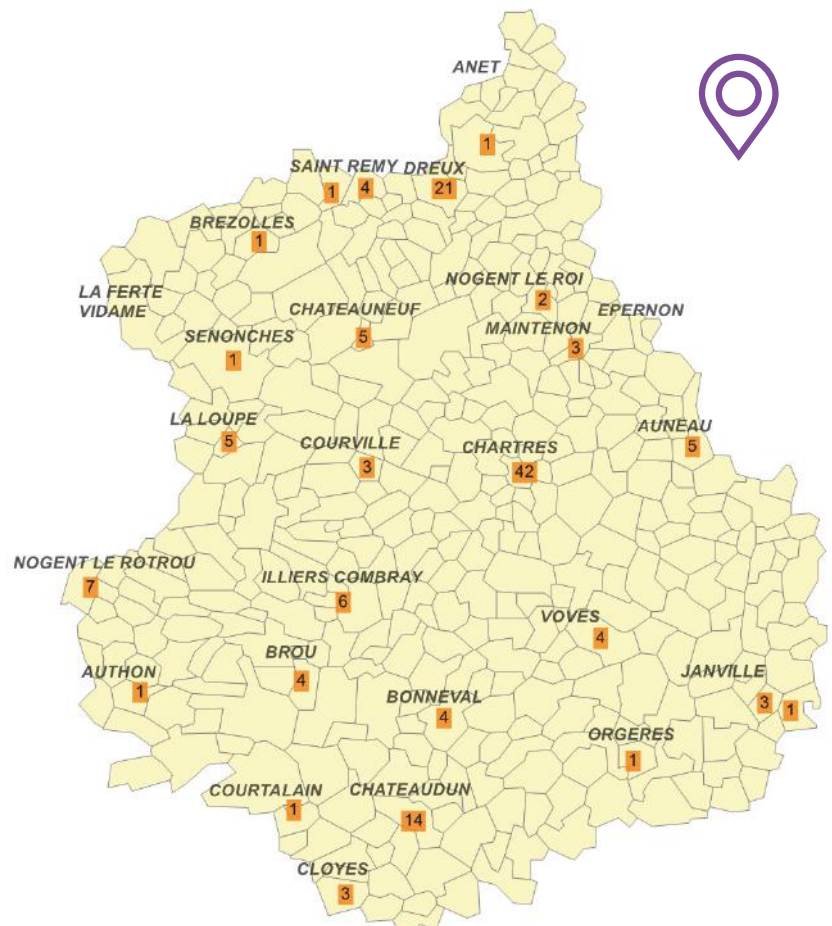 ANET
1
SAINT REMY
DREUX
1
4
21
BREZOLLES
1
LA FERTE
VIDAME
NOGENT LE ROI
2
EPERNON
CHATEAUNEUF
5
MAINTENON
3
SENONCHES
1
LA LOUPE
5
COURVILLE
3
CHARTRES
42
AUNEAU
5
NOGENT LE ROTROU
7
ILLIERS COMBRAY
6
VOVES
4
BROU
4
AUTHON
1
BONNEVAL
4
JANVILLE
3
1
ORGERES
1
COURTALAIN
1
CHATEAUDUN
14
CLOYES
3